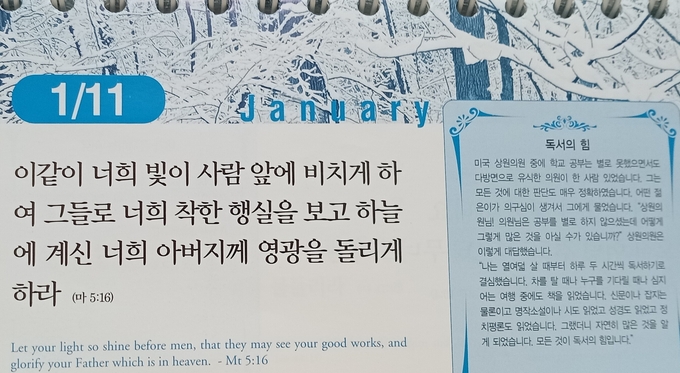 1/11
January
이같이 너희 빛이 사람 앞에 비치게 하
여 그들로 너희 착한 행실을 보고 하늘
에 계신 너희 아버지께 영광을 돌리게
하라 (마 5:16)
Let your light so shine before men, that they may see your good works, and
glorify your Father which is in heaven. - Mt 5:16
독서의 힘
미국 상원의원 중에 학교 공부는 별로 못했으면서도
다방면으로 유식한 의원이 한 사람 있었습니다. 그는
모든 것에 대한 판단도 매우 정확하였습니다. 어떤 젊
은이가 의구심이 생겨서 그에게 물었습니다. "상원의
원님! 의원님은 공부를 별로 하지 않으셨는데 어떻게
그렇게 많은 것을 아실 수가 있습니까?" 상원의원은
이렇게 대답했습니다.
"나는 열여덟 살 때부터 하루 두 시간씩 독서하기로
결심했습니다. 차를 탈 때나 누구를 기다릴 때나 심지
어는 여행 중에도 책을 읽었습니다. 신문이나 잡지는
물론이고 명작소설이나 시도 읽었고 성경도 읽었고 정
치평론도 읽었습니다. 그랬더니 자연히 많은 것을 알
게 되었습니다. 모든 것이 독서의 힘입니다."